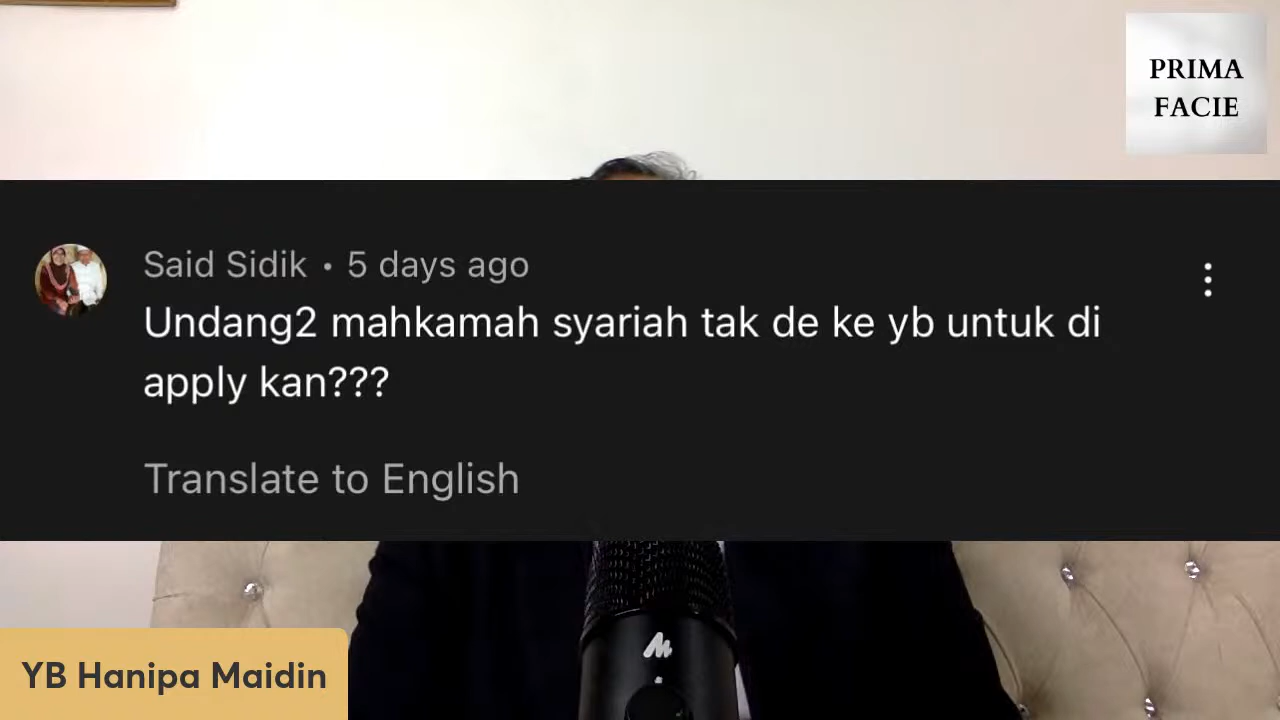 PRIMA
FACIE
Said Sidik • 5 days ago
Undang2 mahkamah syariah tak de ke yb untuk di
apply kan???
Translate to English
YB Hanipa Maidin